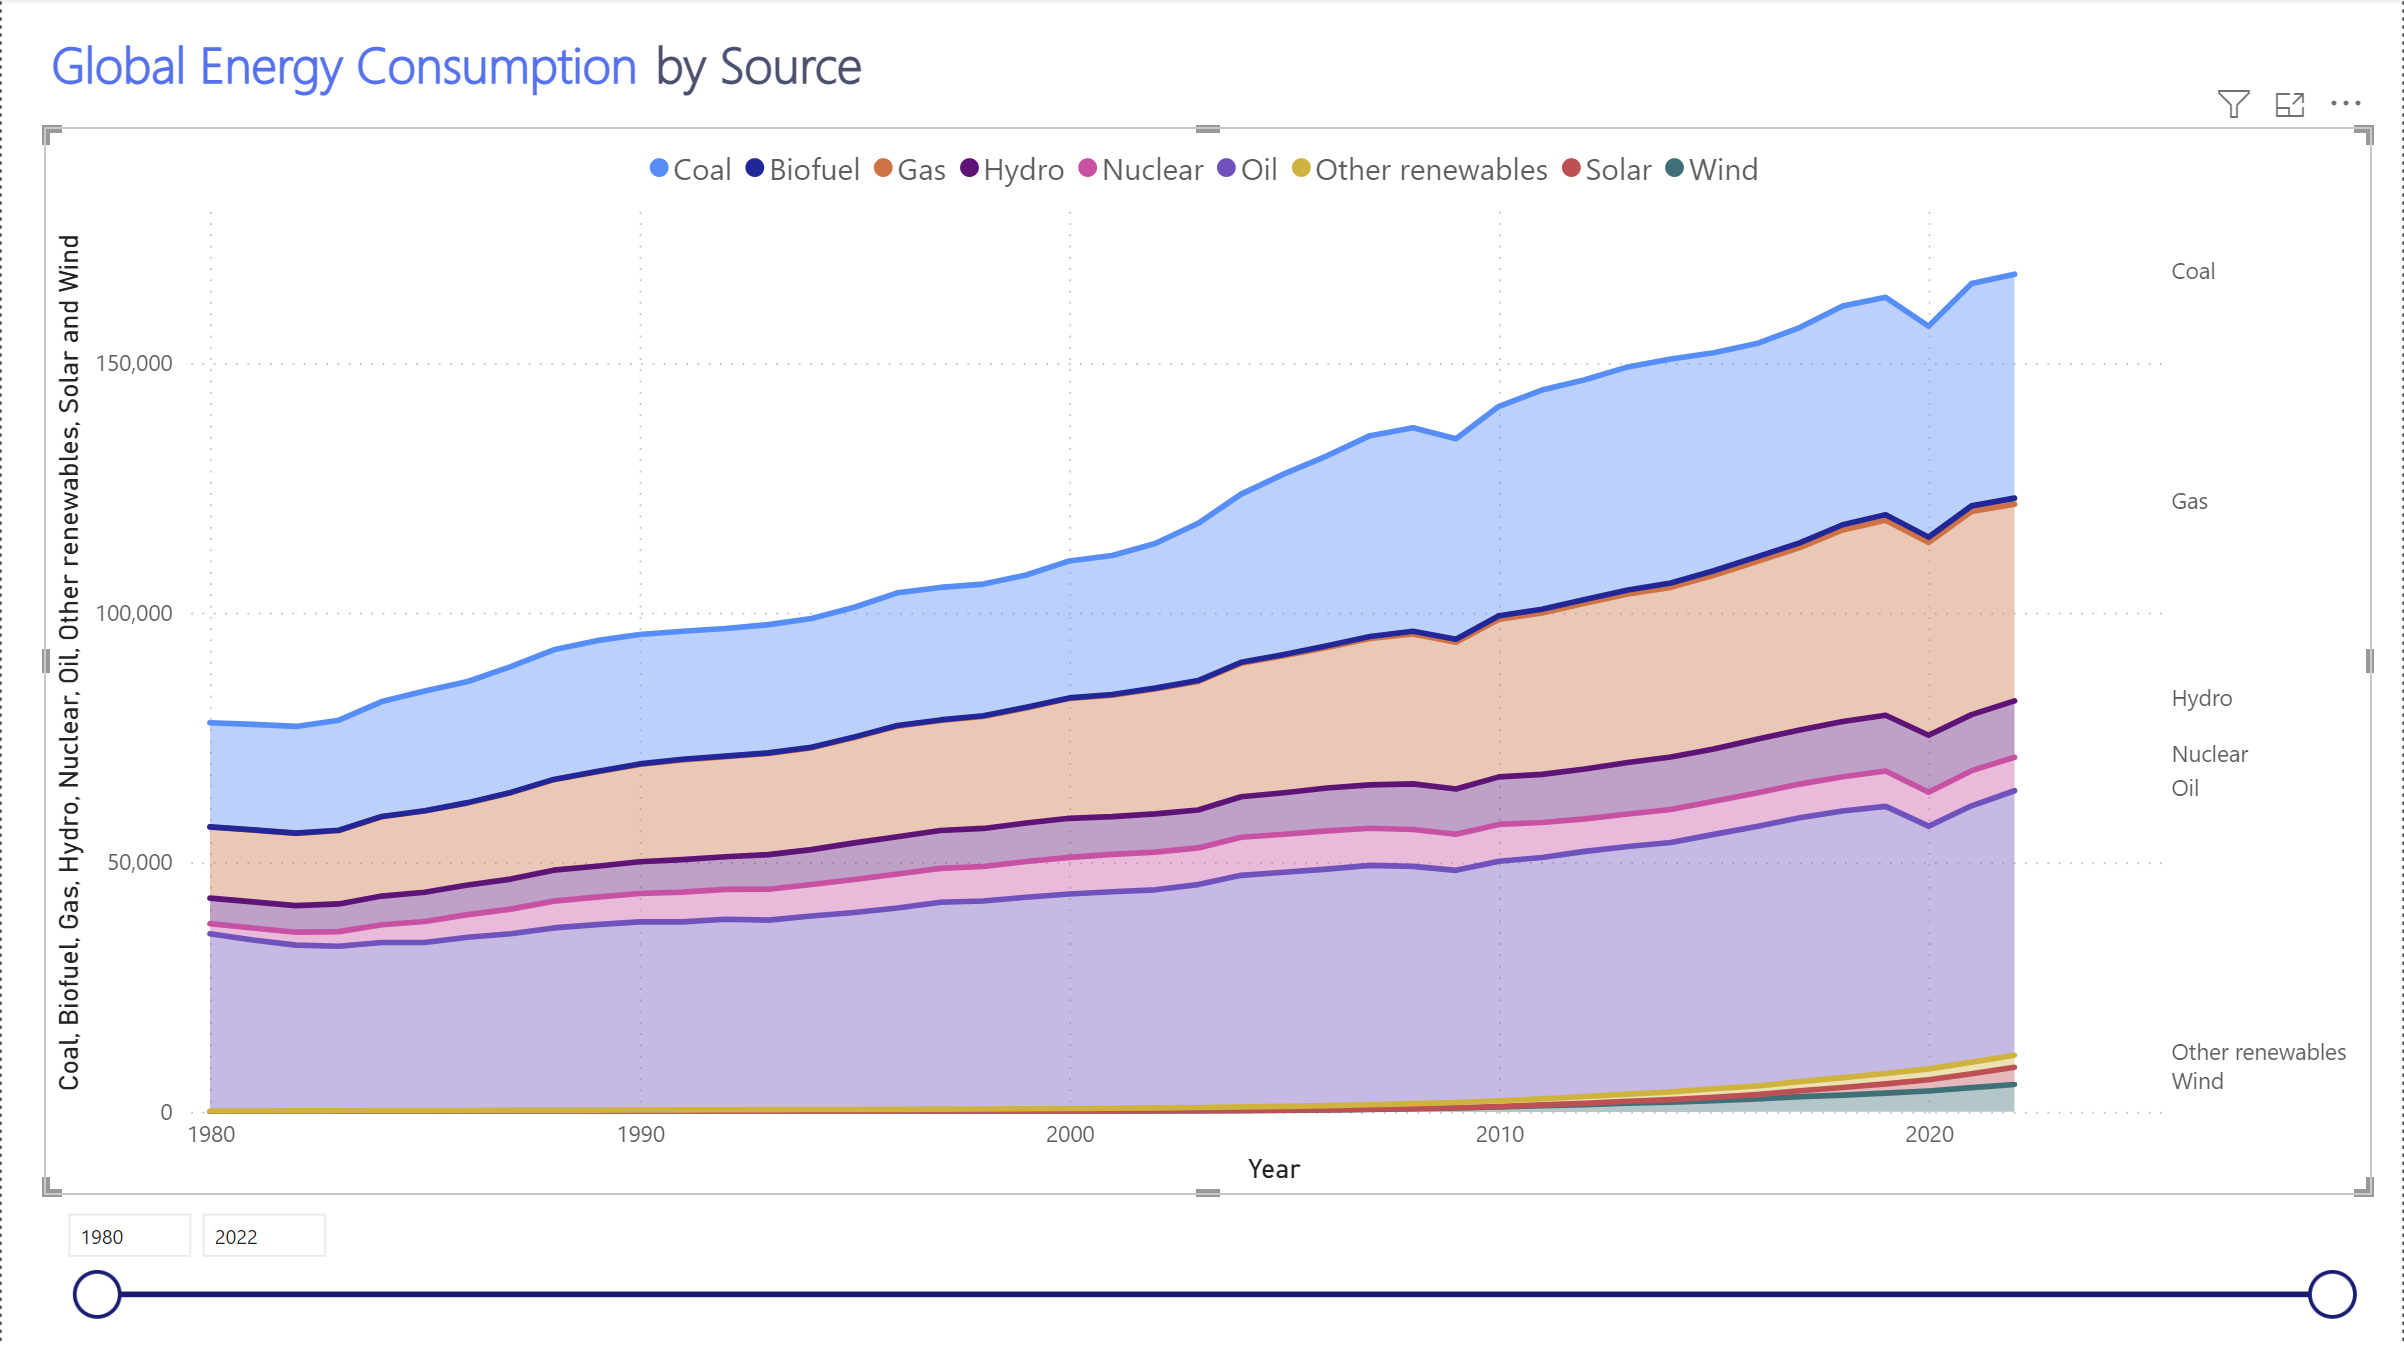 Global Energy Consumption by Source
Coal Biofuel Gas Hydro Nuclear Oil Other renewables Solar Wind
Coal, Biofuel, Gas, Hydro, Nuclear, Oil, Other renewables, Solar and Wind
150,000
100,000
50,000
0
Coal
Gas
Hydro
Nuclear
Oil
Other renewables
Wind
1980 1990 2000 2010 2020
Year
1980 2022